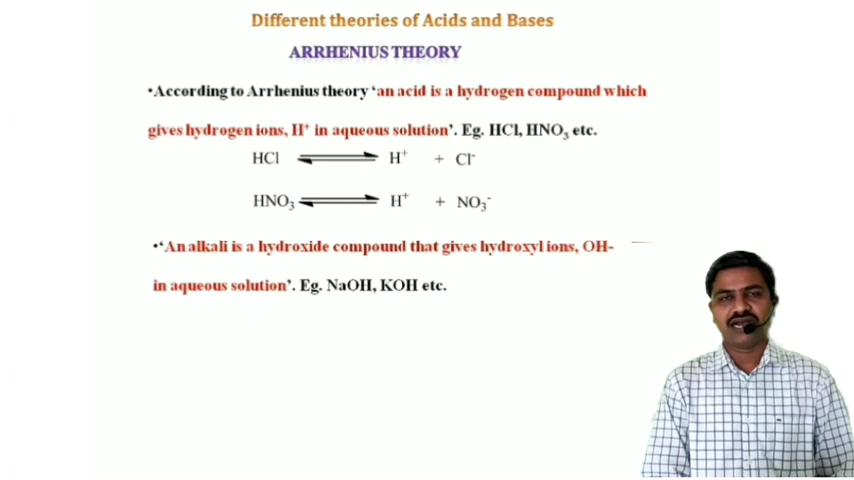 Different theories of Acids and Bases
ARRHENIUS THEORY
•According to Arrhenius theory ‘an acid is a hydrogen compound which
gives hydrogen ions, H⁺ in aqueous solution’. Eg. HCl, HNO₃ etc.
HCl ⇌ H⁺ + Cl⁻
HNO₃ ⇌ H⁺ + NO₃⁻
•‘An alkali is a hydroxide compound that gives hydroxyl ions, OH-
in aqueous solution’. Eg. NaOH, KOH etc.